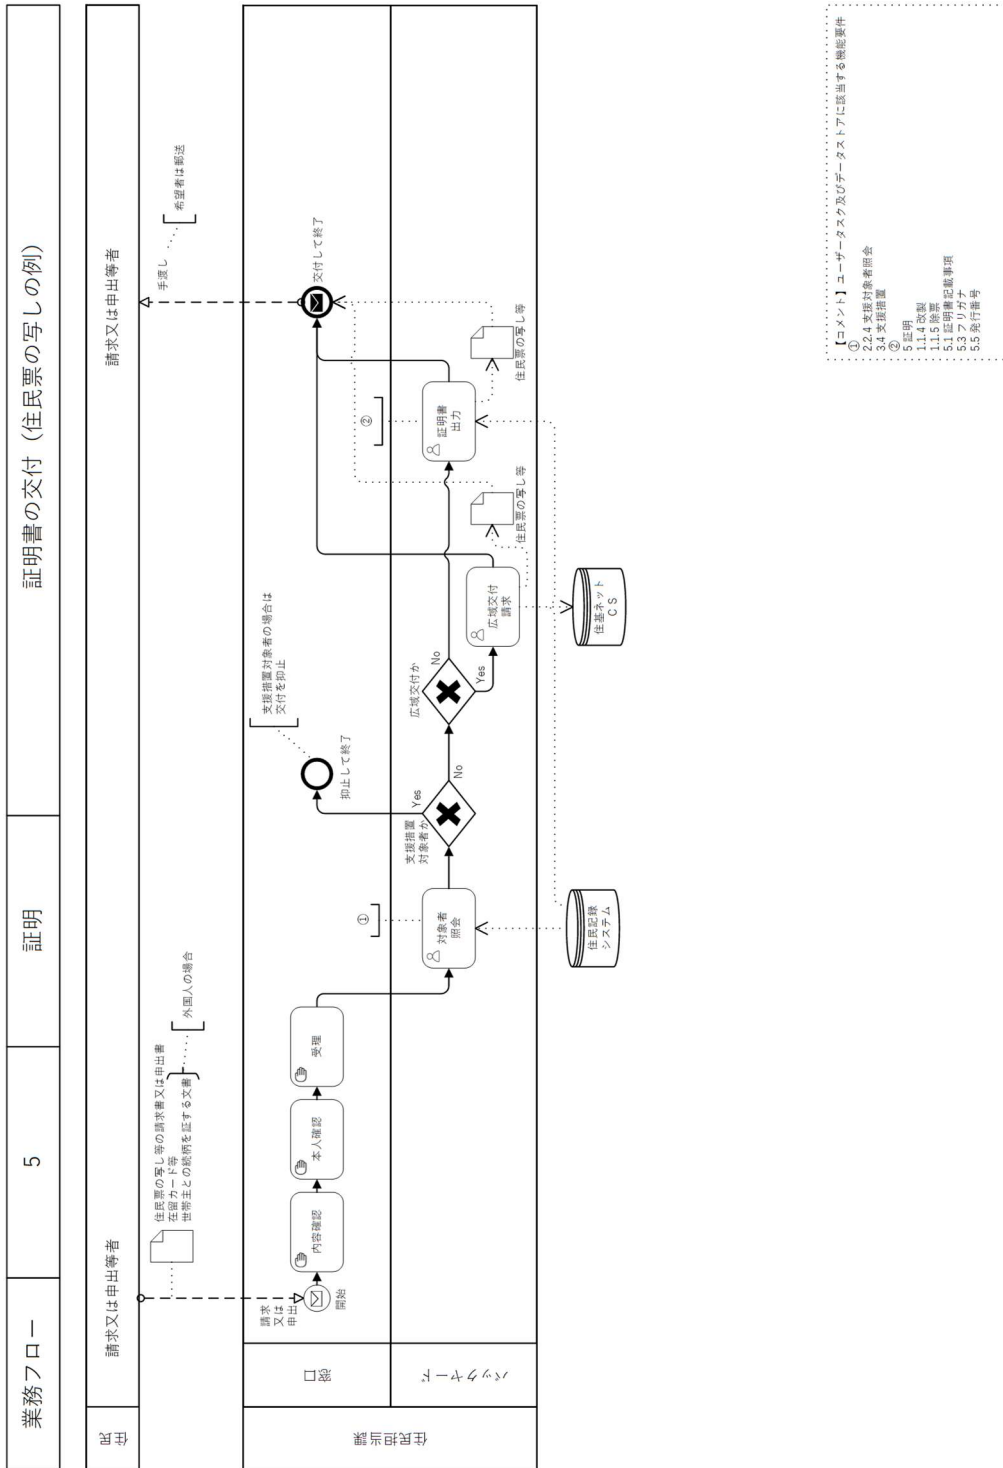 業務フロー
5
証明
証明書の交付（住民票の写しの例）
住民
請求又は申出等者
請求又は申出等者
住民票の写し等の請求書又は申出書
在留カード等
世帯主との続柄を証する文書
外国人の場合
手渡し
希望者は郵送
住民担当課
窓口
請求
又は
申出
開始
内容確認
本人確認
受理
抑止して終了
支援措置対象者の場合は
交付を抑止
交付して終了
バックヤード
①
対象者
照会
支援措置
対象者か
Yes
No
広域交付か
No
Yes
広域交付
請求
住民票の写し等
②
証明書
出力
住民票の写し等
住民記録
システム
住基ネット
CS
【コメント】ユーザータスク及びデータストアに該当する機能要件
①
2.2.4 支援対象者照会
3.4 支援措置
②
5 証明
1.1.4 改製
1.1.5 除票
5.1 証明書記載事項
5.3 フリガナ
5.5 発行番号